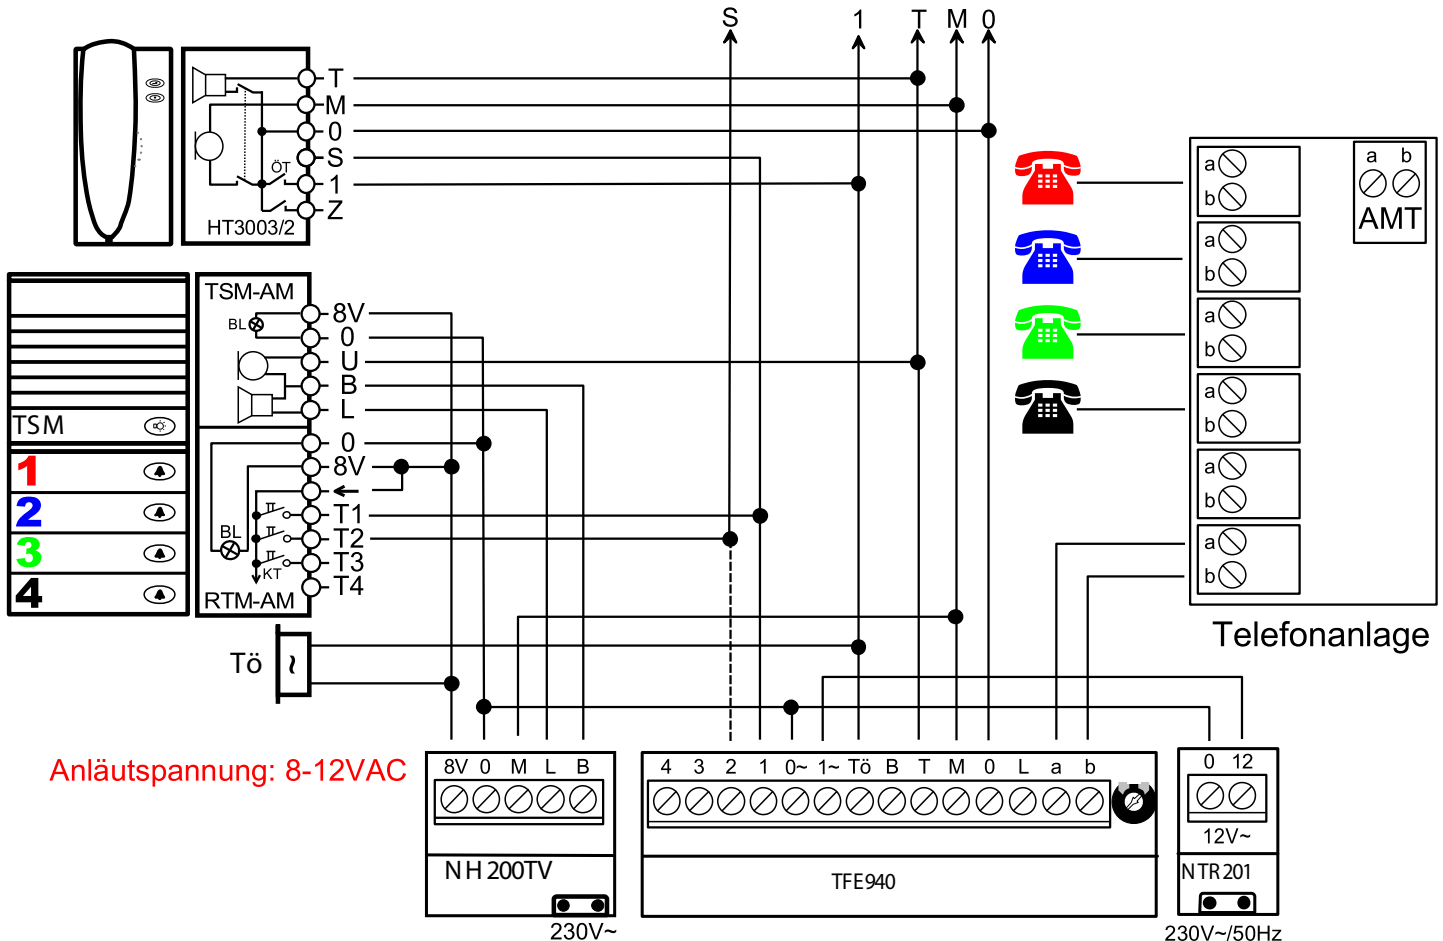 S 1 T M 0
T
M
0
S
1
Z
ÖT
HT3003/2
a
b
a
b
a
b
a
b
a
b
a
b
a b
AMT
Telefonanlage
TSM-AM
BL
8V
0
U
B
L
0
8V
T1
T2
T3
T4
BL
KT
RTM-AM
TSM
1
2
3
4
Tö
~
Anläutspannung: 8-12VAC
8V 0 M L B
NH 200TV
230V~
4 3 2 1 0~ 1~ Tö B T M 0 L a b
TFE940
0 12
12V~
NTR201
230V~/50Hz